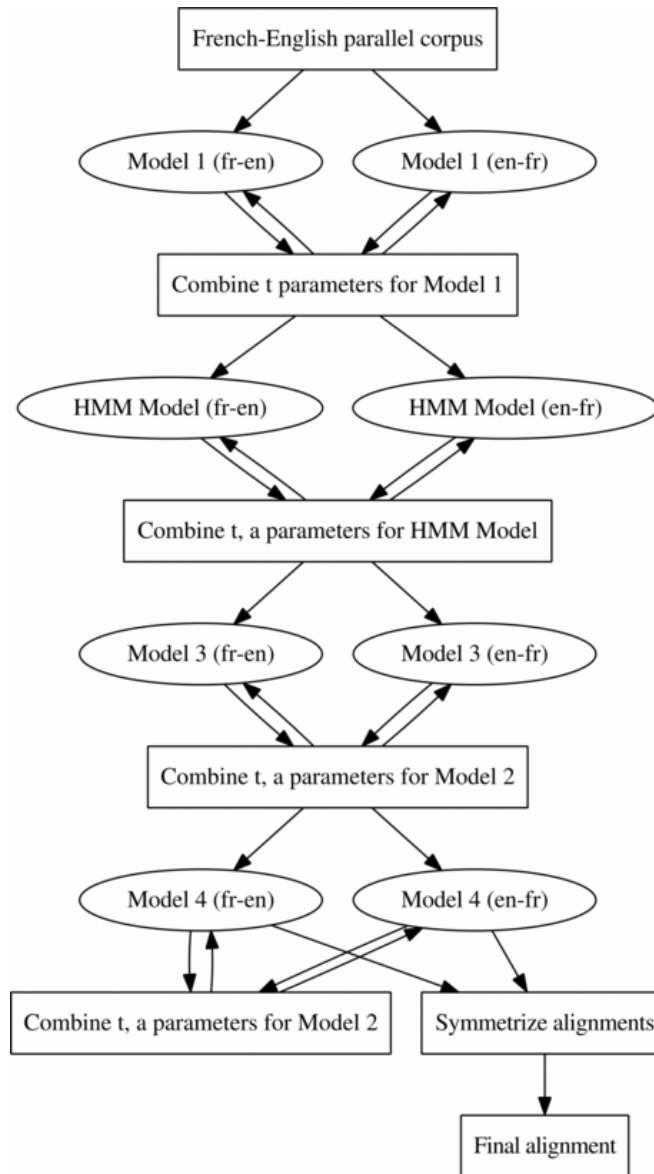 French-English parallel corpus
Model 1 (fr-en)
Model 1 (en-fr)
Combine t parameters for Model 1
HMM Model (fr-en)
HMM Model (en-fr)
Combine t, a parameters for HMM Model
Model 3 (fr-en)
Model 3 (en-fr)
Combine t, a parameters for Model 2
Model 4 (fr-en)
Model 4 (en-fr)
Combine t, a parameters for Model 2
Symmetrize alignments
Final alignment